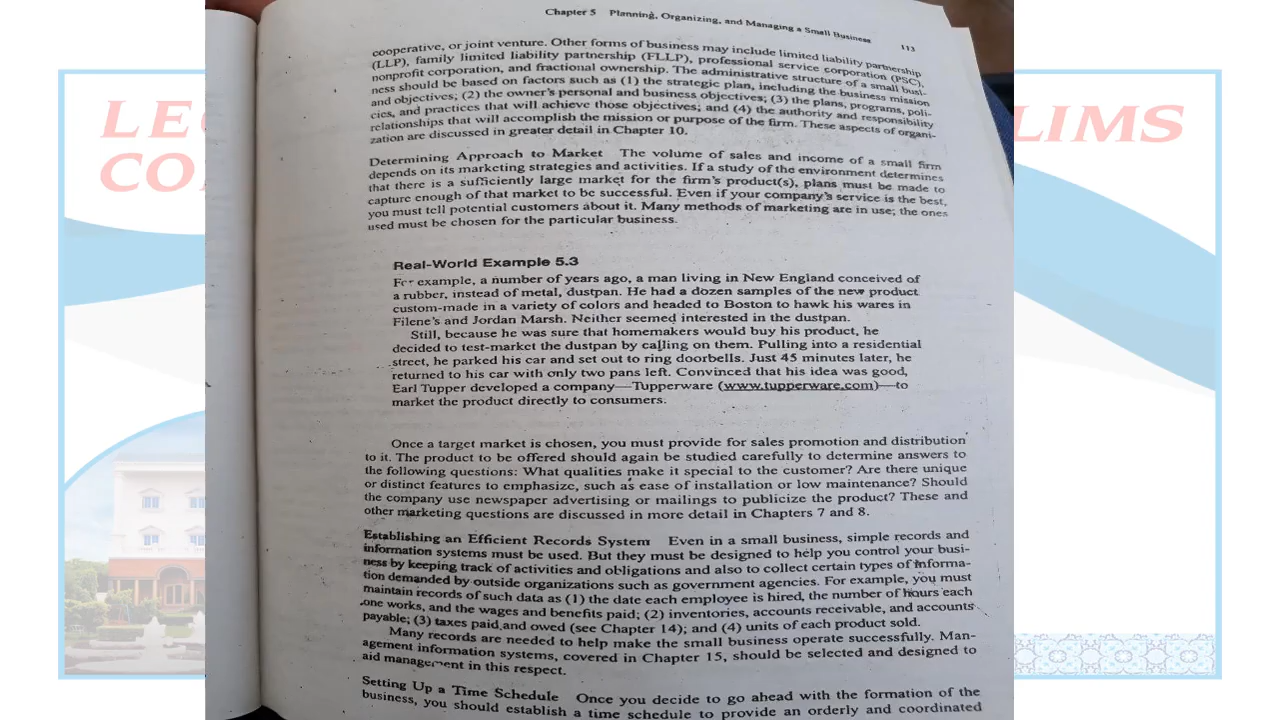 Chapter 5 Planning, Organizing, and Managing a Small Business 113
cooperative, or joint venture. Other forms of business may include limited liability partnership
(LLP), family limited liability partnership (FLLP), professional service corporation (PSC),
nonprofit corporation, and fractional ownership. The administrative structure of a small busi-
ness should be based on factors such as (1) the strategic plan, including the business mission
and objectives; (2) the owner's personal and business objectives; (3) the plans, programs, poli-
cies, and practices that will achieve those objectives; and (4) the authority and responsibility
relationships that will accomplish the mission or purpose of the firm. These aspects of organi-
zation are discussed in greater detail in Chapter 10.
Determining Approach to Market The volume of sales and income of a small firm
depends on its marketing strategies and activities. If a study of the environment determines
that there is a sufficiently large market for the firm's product(s), plans must be made to
capture enough of that market to be successful. Even if your company's service is the best,
you must tell potential customers about it. Many methods of marketing are in use; the ones
used must be chosen for the particular business.
Real-World Example 5.3
For example, a number of years ago, a man living in New England conceived of
a rubber, instead of metal, dustpan. He had a dozen samples of the new product
custom-made in a variety of colors and headed to Boston to hawk his wares in
Filene's and Jordan Marsh. Neither seemed interested in the dustpan.
Still, because he was sure that homemakers would buy his product, he
decided to test-market the dustpan by calling on them. Pulling into a residential
street, he parked his car and set out to ring doorbells. Just 45 minutes later, he
returned to his car with only two pans left. Convinced that his idea was good,
Earl Tupper developed a company—Tupperware (www.tupperware.com)—to
market the product directly to consumers.
Once a target market is chosen, you must provide for sales promotion and distribution
to it. The product to be offered should again be studied carefully to determine answers to
the following questions: What qualities make it special to the customer? Are there unique
or distinct features to emphasize, such as ease of installation or low maintenance? Should
the company use newspaper advertising or mailings to publicize the product? These and
other marketing questions are discussed in more detail in Chapters 7 and 8.
Establishing an Efficient Records System Even in a small business, simple records and
information systems must be used. But they must be designed to help you control your busi-
ness by keeping track of activities and obligations and also to collect certain types of informa-
tion demanded by outside organizations such as government agencies. For example, you must
maintain records of such data as (1) the date each employee is hired, the number of hours each
one works, and the wages and benefits paid; (2) inventories, accounts receivable, and accounts
payable; (3) taxes paid and owed (see Chapter 14); and (4) units of each product sold.
Many records are needed to help make the small business operate successfully. Man-
agement information systems, covered in Chapter 15, should be selected and designed to
aid management in this respect.
Setting Up a Time Schedule Once you decide to go ahead with the formation of the
business, you should establish a time schedule to provide an orderly and coordinated